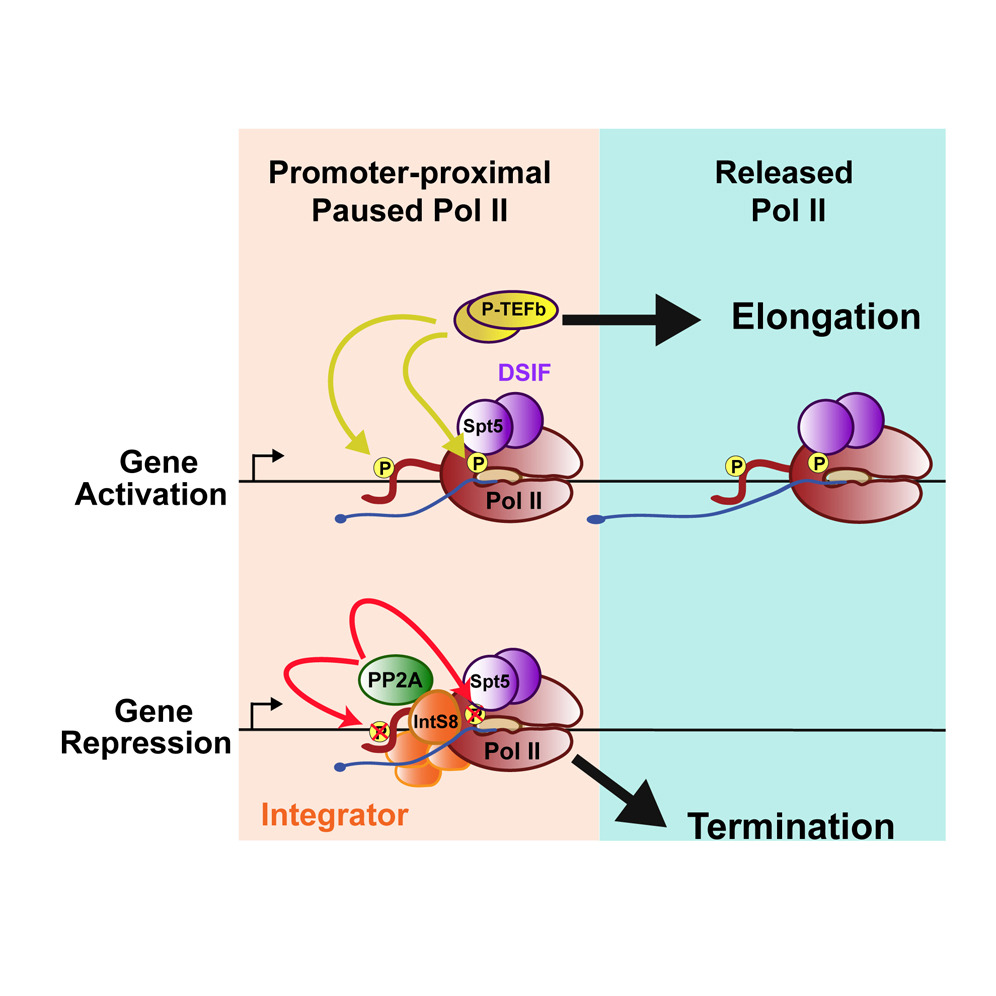 Promoter-proximal
Paused Pol II
Released
Pol II
P-TEFb
Elongation
DSIF
Spt5
Gene
Activation
P
P
Pol II
P
P
PP2A
Spt5
Gene
Repression
P
IntS8
P
Pol II
Integrator
Termination